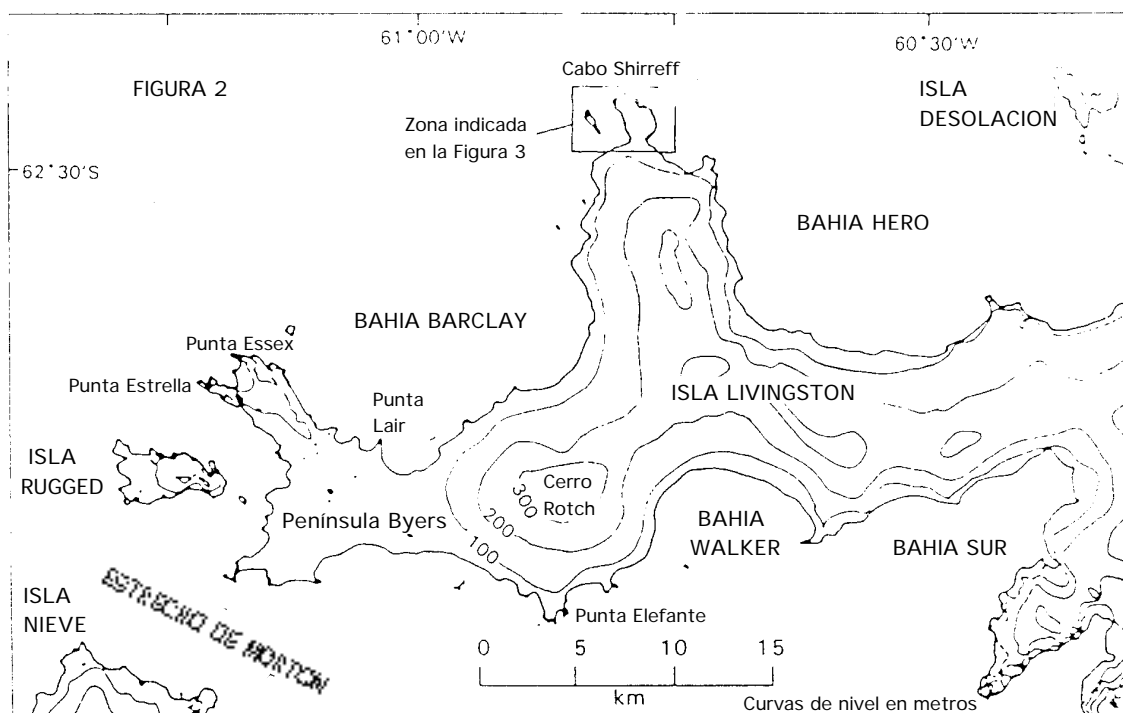 61°00'W
60°30'W
Cabo Shirreff
FIGURA 2
ISLA
DESOLACION
Zona indicada
en la Figura 3
62°30'S
BAHIA HERO
BAHIA BARCLAY
Punta Essex
Punta Estrella
Punta
Lair
ISLA LIVINGSTON
ISLA
RUGGED
Cerro
Rotch
300
200
100
Península Byers
BAHIA
WALKER
BAHIA SUR
ISLA
NIEVE
ESTRECHO DE MORTON
Punta Elefante
0 5 10 15
km
Curvas de nivel en metros